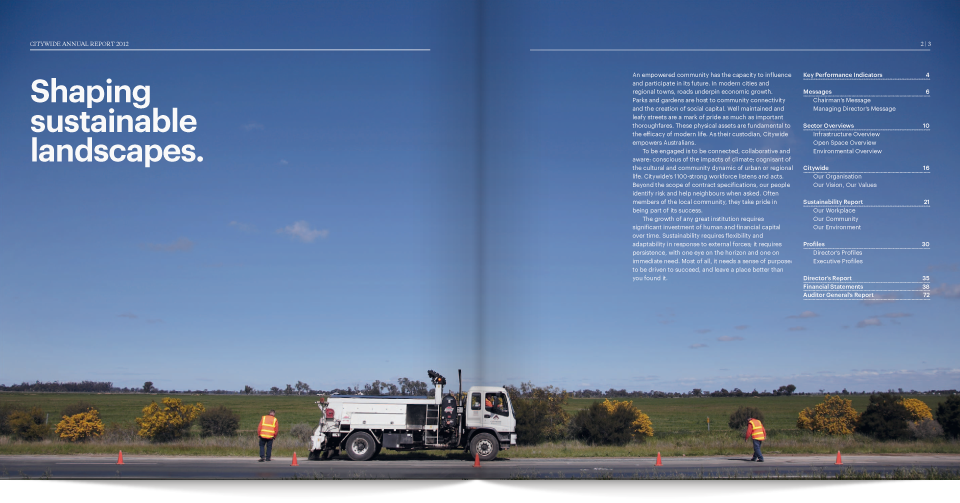 CITYWIDE ANNUAL REPORT 2012
2 | 3
Shaping
sustainable
landscapes.
An empowered community has the capacity to influence
and participate in its future. In modern cities and
regional towns, roads underpin economic growth.
Parks and gardens are host to community connectivity
and the creation of social capital. Well maintained and
leafy streets are a mark of pride as much as important
thoroughfares. These physical assets are fundamental to
the efficacy of modern life. As their custodian, Citywide
empowers Australians.
To be engaged is to be connected, collaborative and
aware: conscious of the impacts of climate; cognisant of
the cultural and community dynamic of urban or regional
life. Citywide's 1100-strong workforce listens and acts.
Beyond the scope of contract specifications, our people
identify risk and help neighbours when asked. Often
members of the local community, they take pride in
being part of its success.
The growth of any great institution requires
significant investment of human and financial capital
over time. Sustainability requires flexibility and
adaptability in response to external forces; it requires
persistence, with one eye on the horizon and one on
immediate need. Most of all, it needs a sense of purpose:
to be driven to succeed, and leave a place better than
you found it.
Key Performance Indicators 4
Messages 6
Chairman's Message
Managing Director's Message
Sector Overviews 10
Infrastructure Overview
Open Space Overview
Environmental Overview
Citywide 16
Our Organisation
Our Vision, Our Values
Sustainability Report 21
Our Workplace
Our Community
Our Environment
Profiles 30
Director's Profiles
Executive Profiles
Director's Report 35
Financial Statements 38
Auditor General's Report 72